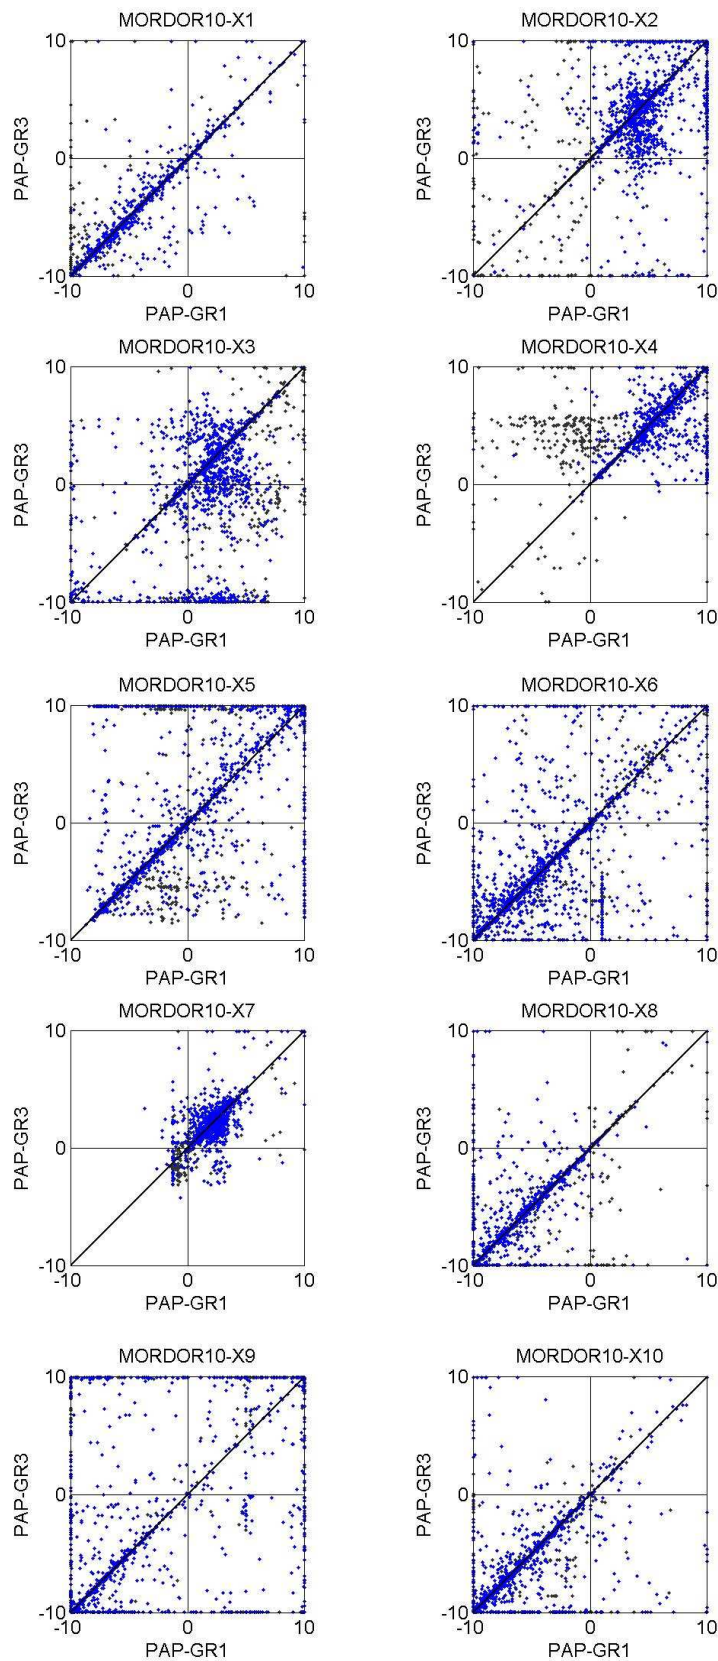 MORDOR10-X1
MORDOR10-X2
10
PAP-GR3
0
-10
-10 0 10
PAP-GR1
10
PAP-GR3
0
-10
-10 0 10
PAP-GR1
MORDOR10-X3
MORDOR10-X4
10
PAP-GR3
0
-10
-10 0 10
PAP-GR1
10
PAP-GR3
0
-10
-10 0 10
PAP-GR1
MORDOR10-X5
MORDOR10-X6
10
PAP-GR3
0
-10
-10 0 10
PAP-GR1
10
PAP-GR3
0
-10
-10 0 10
PAP-GR1
MORDOR10-X7
MORDOR10-X8
10
PAP-GR3
0
-10
-10 0 10
PAP-GR1
10
PAP-GR3
0
-10
-10 0 10
PAP-GR1
MORDOR10-X9
MORDOR10-X10
10
PAP-GR3
0
-10
-10 0 10
PAP-GR1
10
PAP-GR3
0
-10
-10 0 10
PAP-GR1